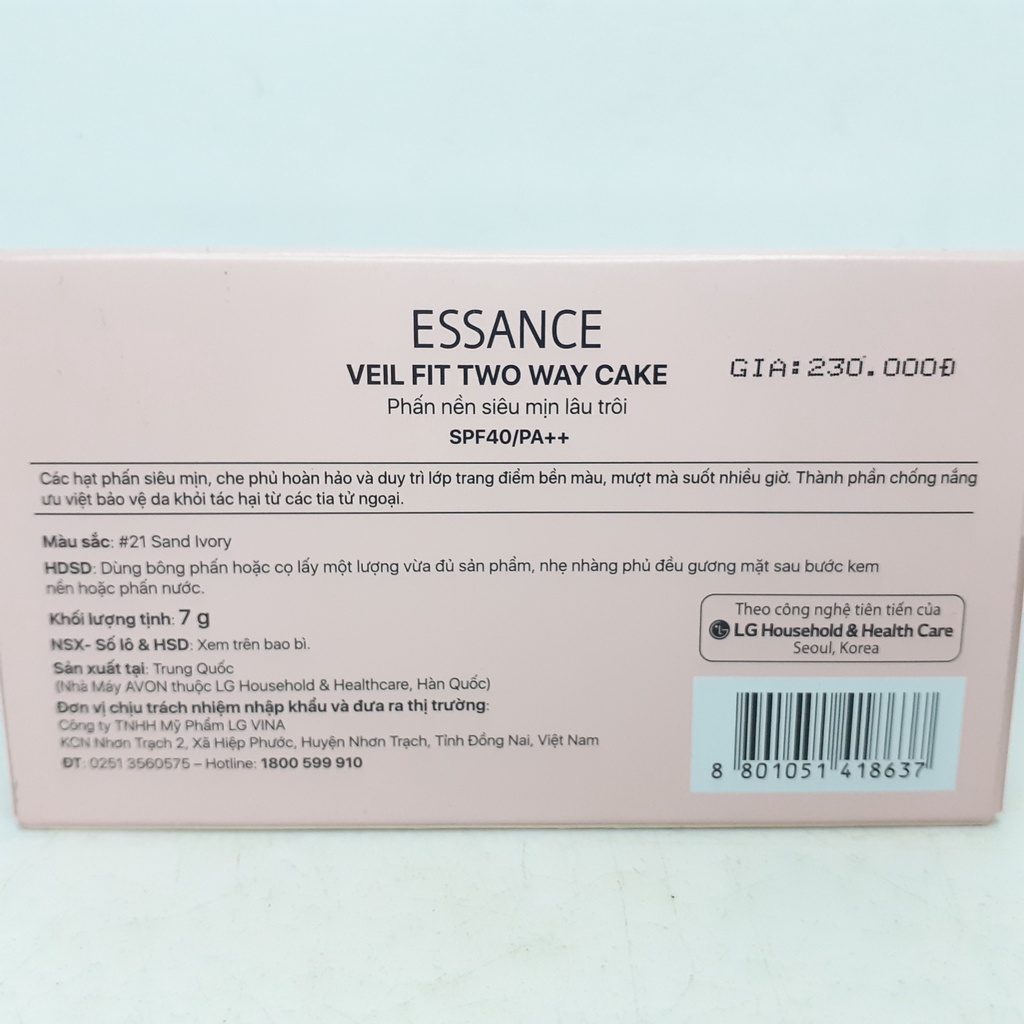 ESSANCE
VEIL FIT TWO WAY CAKE
GIA:230.000Đ
Phấn nền siêu mịn lâu trôi
SPF40/PA++
Các hạt phấn siêu mịn, che phủ hoàn hảo và duy trì lớp trang điểm bền màu, mượt mà suốt nhiều giờ. Thành phần chống nắng
ưu việt bảo vệ da khỏi tác hại từ các tia tử ngoại.
Màu sắc: #21 Sand Ivory
HDSD: Dùng bông phấn hoặc cọ lấy một lượng vừa đủ sản phẩm, nhẹ nhàng phủ đều gương mặt sau bước kem
nền hoặc phấn nước.
Khối lượng tịnh: 7 g
NSX- Số lô & HSD: Xem trên bao bì.
Sản xuất tại: Trung Quốc
(Nhà Máy AVON thuộc LG Household & Healthcare, Hàn Quốc)
Đơn vị chịu trách nhiệm nhập khẩu và đưa ra thị trường:
Công ty TNHH Mỹ Phẩm LG VINA
KCN Nhơn Trạch 2, Xã Hiệp Phước, Huyện Nhơn Trạch, Tỉnh Đồng Nai, Việt Nam
ĐT: 0251 3560575 – Hotline: 1800 599 910
Theo công nghệ tiên tiến của
LG Household & Health Care
Seoul, Korea
8 801051 418637